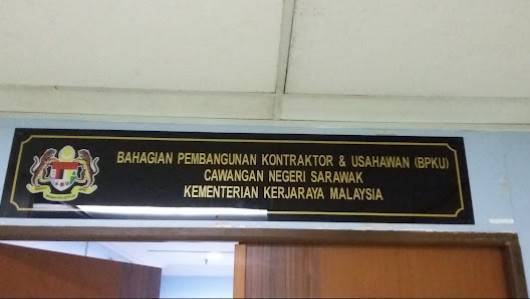 BAHAGIAN PEMBANGUNAN KONTRAKTOR & USAHAWAN (BPKU)
CAWANGAN NEGERI SARAWAK
KEMENTERIAN KERJARAYA MALAYSIA